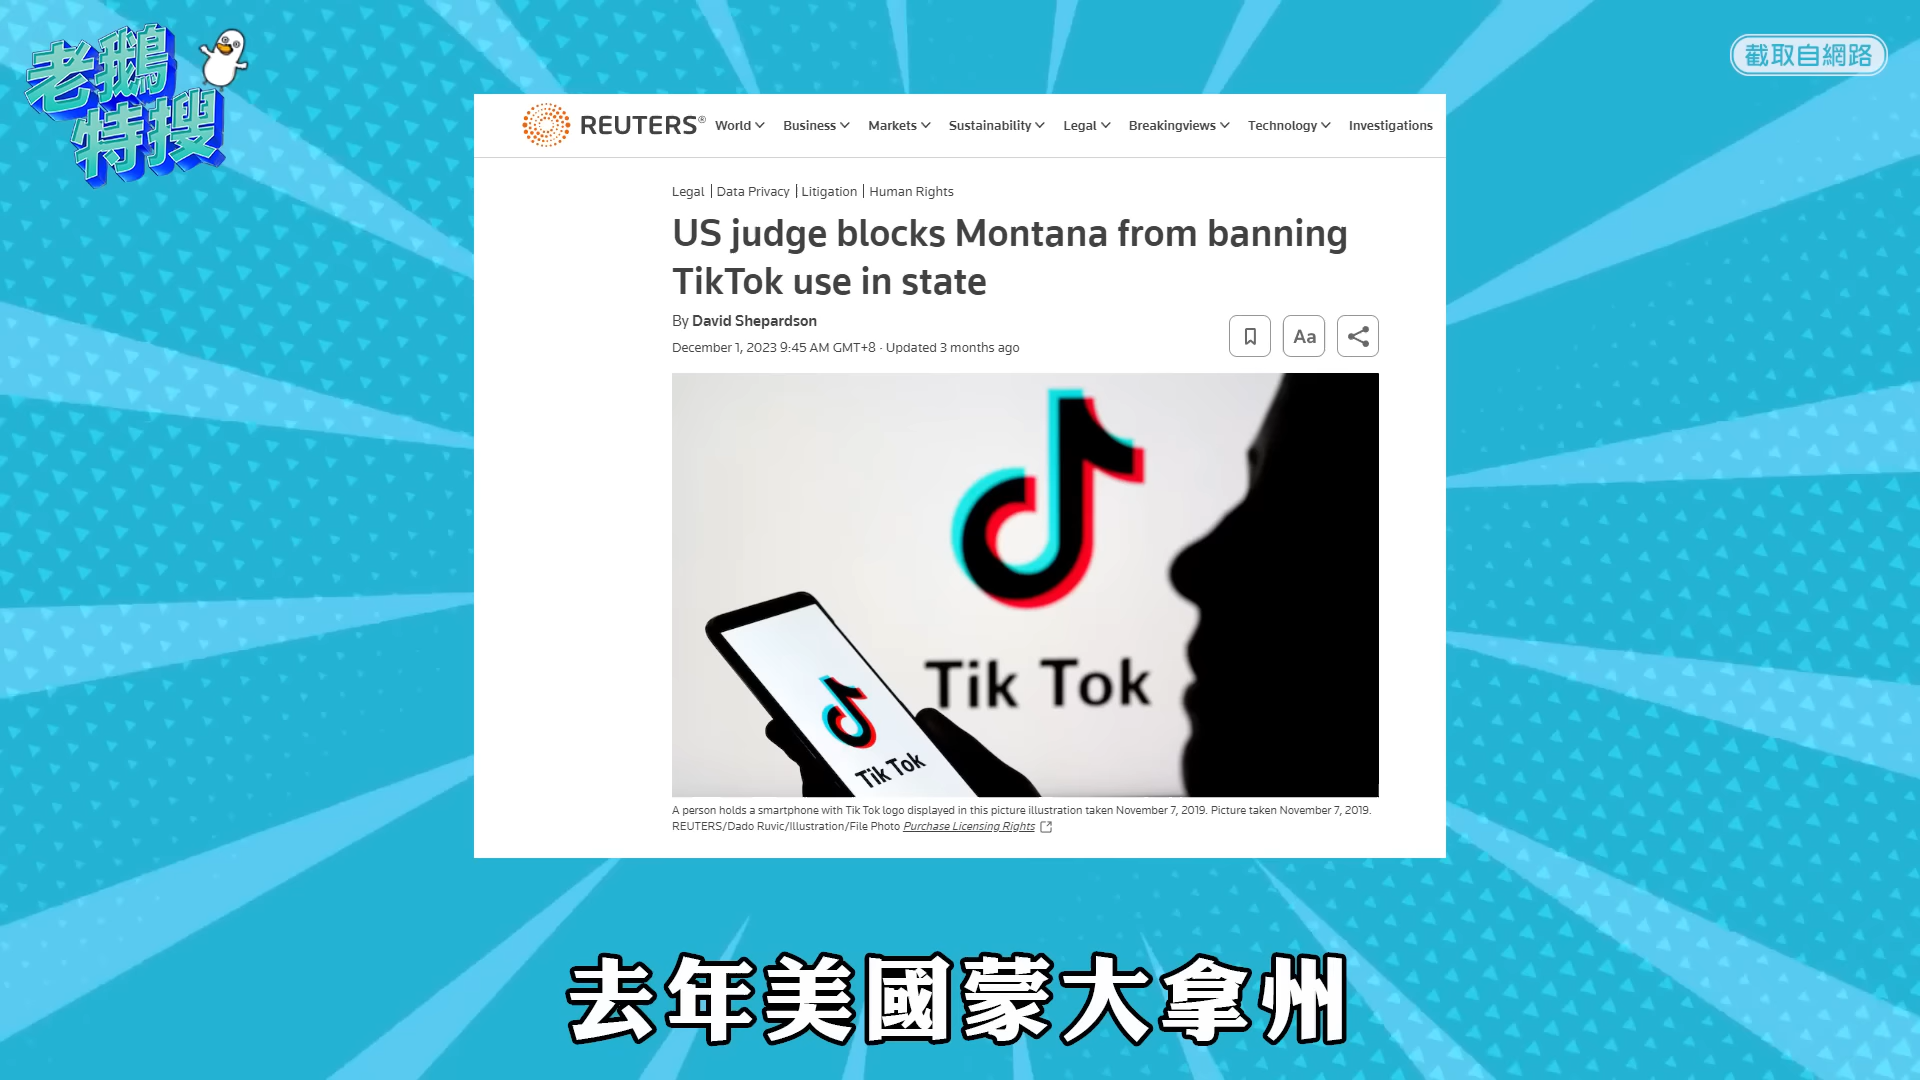 老鵝
特搜
截取自網路
REUTERS®
World
Business
Markets
Sustainability
Legal
Breakingviews
Technology
Investigations
Legal | Data Privacy | Litigation | Human Rights
US judge blocks Montana from banning
TikTok use in state
By David Shepardson
December 1, 2023 9:45 AM GMT+8 · Updated 3 months ago
Aa
Tik Tok
Tik Tok
A person holds a smartphone with Tik Tok logo displayed in this picture illustration taken November 7, 2019. Picture taken November 7, 2019.
REUTERS/Dado Ruvic/Illustration/File Photo Purchase Licensing Rights
去年美國蒙大拿州